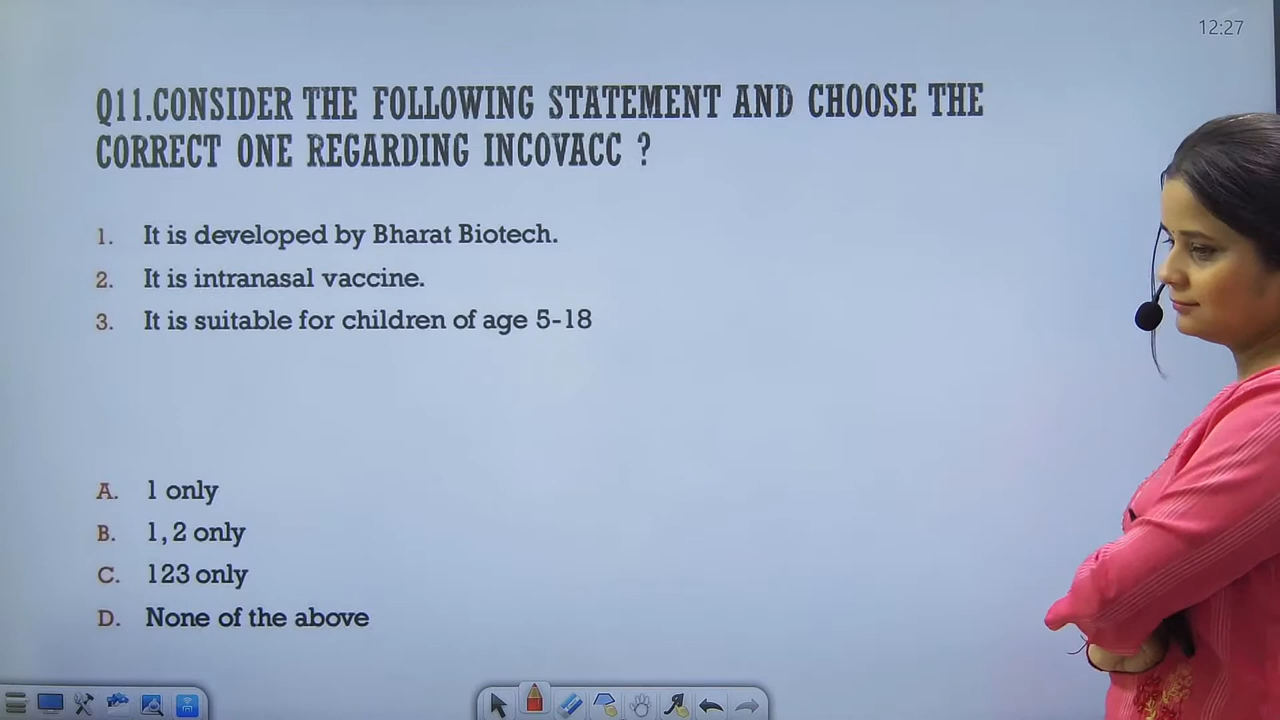 12:27
Q11.CONSIDER THE FOLLOWING STATEMENT AND CHOOSE THE
CORRECT ONE REGARDING INCOVACC ?
1. It is developed by Bharat Biotech.
2. It is intranasal vaccine.
3. It is suitable for children of age 5-18
A. 1 only
B. 1, 2 only
C. 123 only
D. None of the above